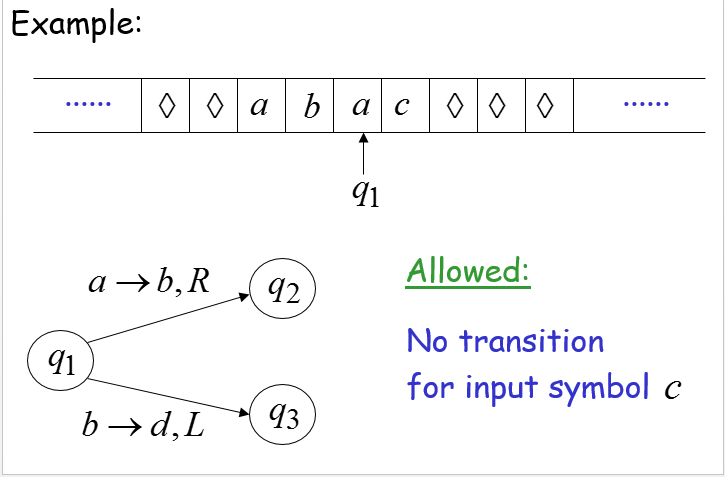 Example:
...... ◊ ◊ a b a c ◊ ◊ ◊ ......
q1
a → b, R
q2
q1
b → d, L
q3
Allowed:
No transition
for input symbol c